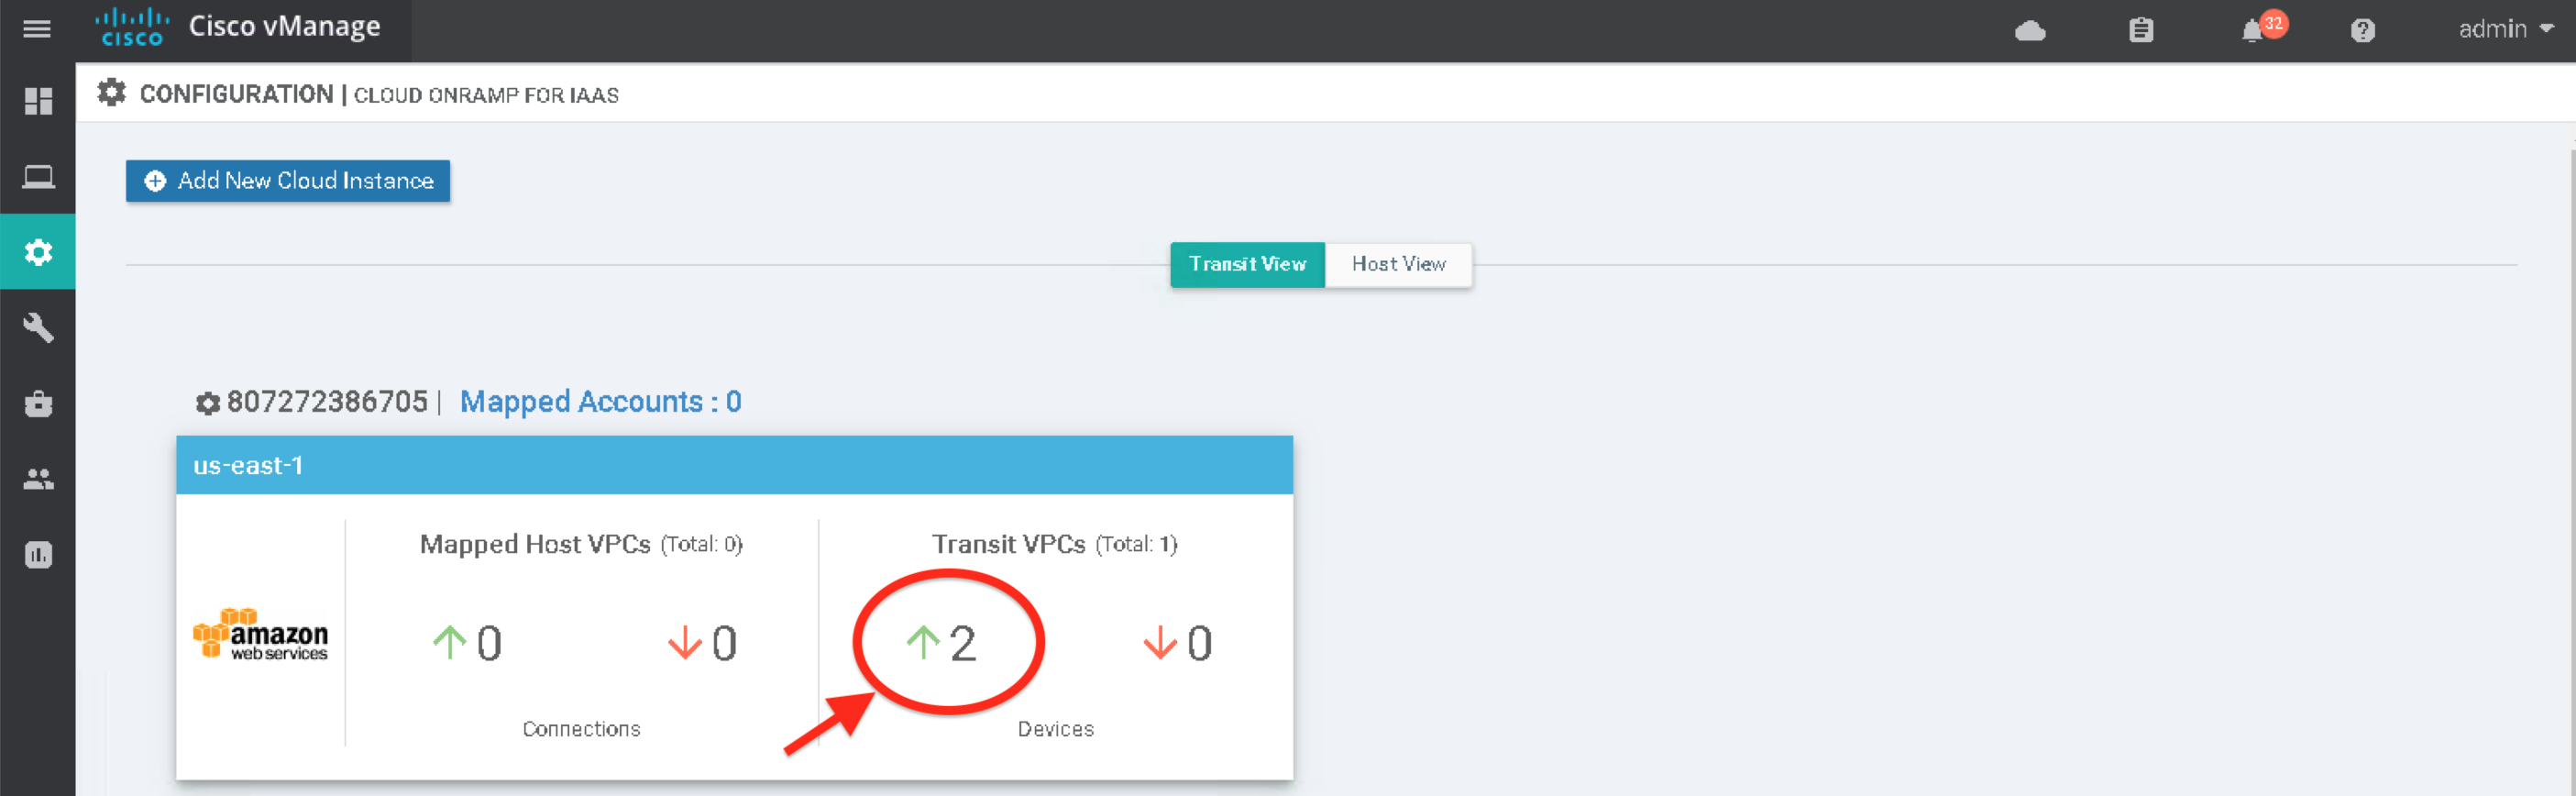 cisco
Cisco vManage
32
admin
CONFIGURATION | CLOUD ONRAMP FOR IAAS
Add New Cloud Instance
Transit View
Host View
807272386705 | Mapped Accounts : 0
us-east-1
Mapped Host VPCs (Total: 0)
Transit VPCs (Total: 1)
amazon
web services
0
0
2
0
Connections
Devices